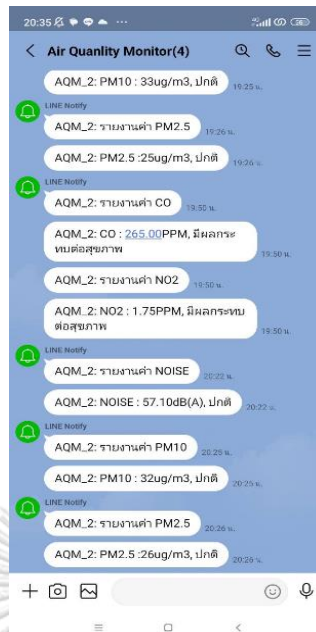 20:35
Air Quanlity Monitor(4)
AQM_2: PM10 : 33ug/m3, ปกติ
19:25 น.
LINE Notify
AQM_2: รายงานค่า PM2.5
19:26 น.
AQM_2: PM2.5 :25ug/m3, ปกติ
19:26 น.
LINE Notify
AQM_2: รายงานค่า CO
19:50 น.
AQM_2: CO : 265.00PPM, มีผลกระ
ทบต่อสุขภาพ
19:50 น.
AQM_2: รายงานค่า NO2
19:50 น.
AQM_2: NO2 : 1.75PPM, มีผลกระทบ
ต่อสุขภาพ
19:50 น.
LINE Notify
AQM_2: รายงานค่า NOISE
20:22 น.
AQM_2: NOISE : 57.10dB(A), ปกติ
20:22 น.
LINE Notify
AQM_2: รายงานค่า PM10
20:25 น.
AQM_2: PM10 : 32ug/m3, ปกติ
20:25 น.
LINE Notify
AQM_2: รายงานค่า PM2.5
20:26 น.
AQM_2: PM2.5 :26ug/m3, ปกติ
20:26 น.